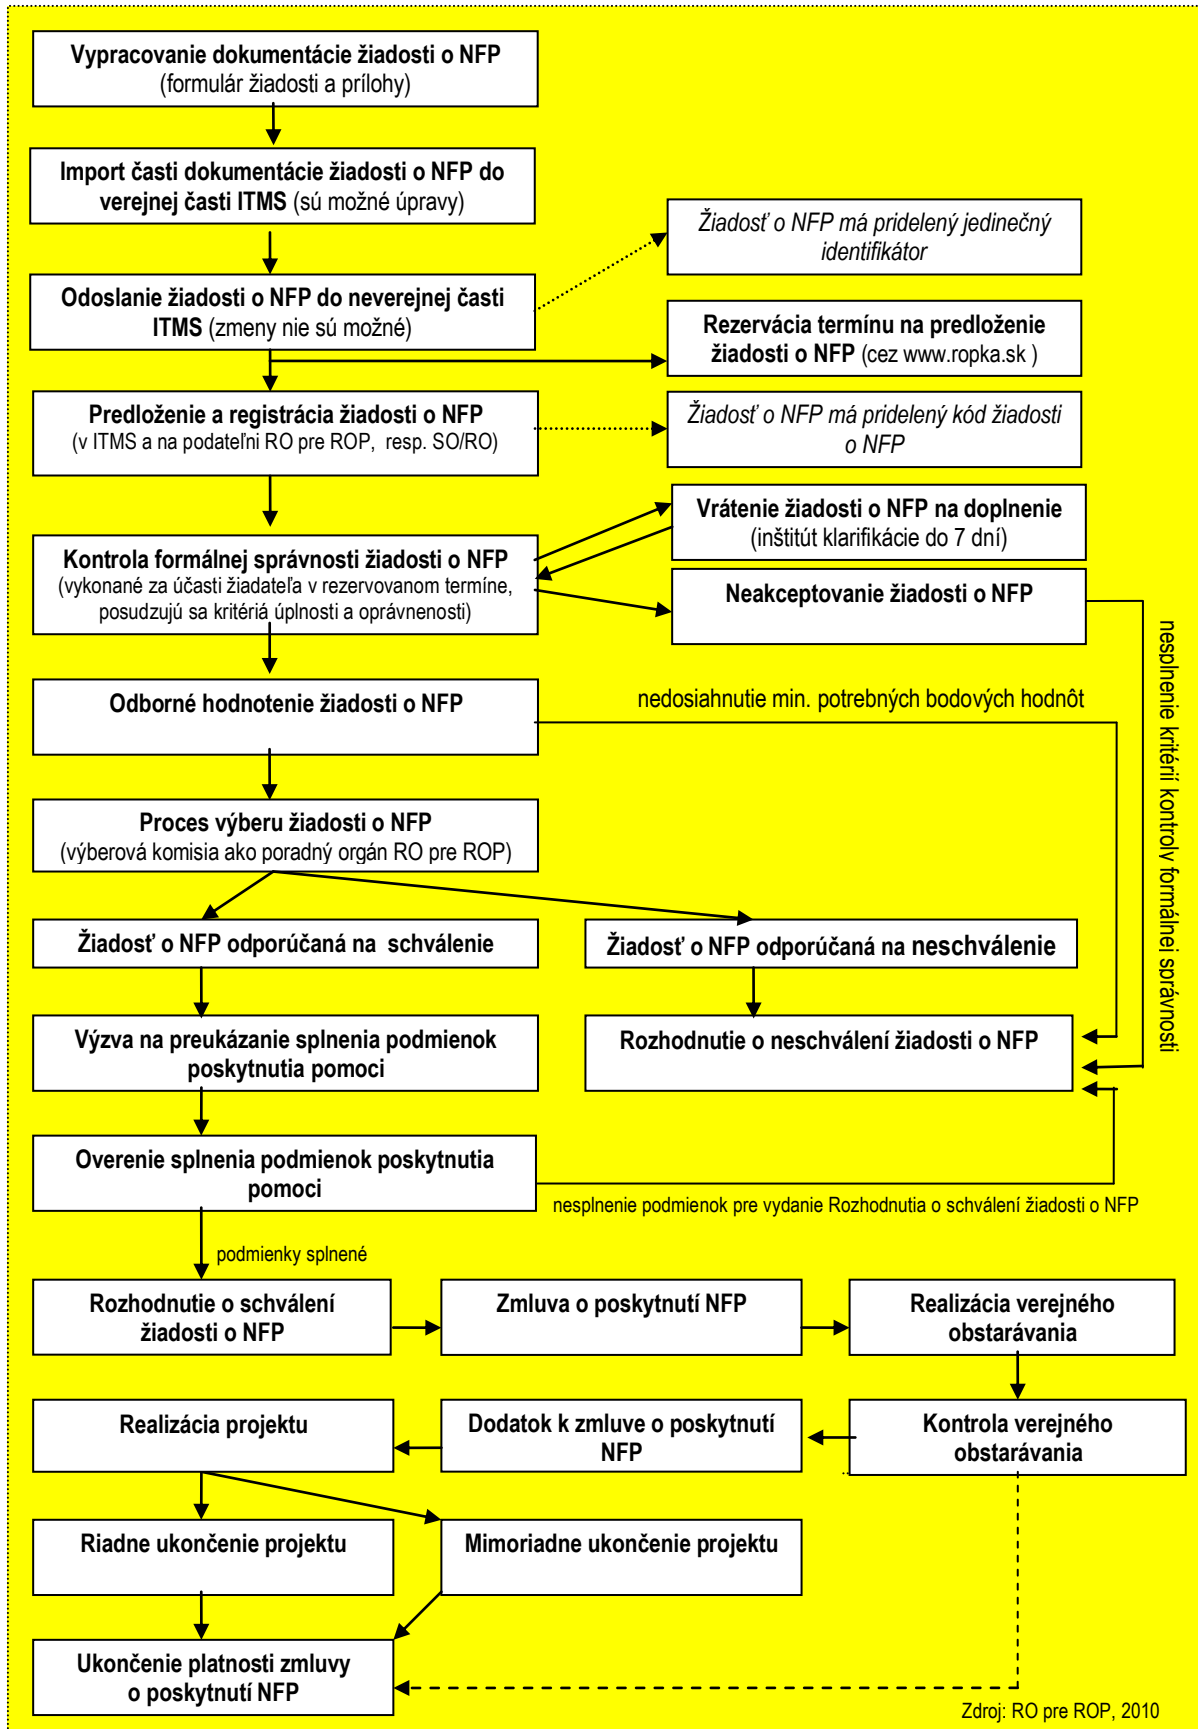 Vypracovanie dokumentácie žiadosti o NFP
(formulár žiadosti a prílohy)
Import časti dokumentácie žiadosti o NFP do
verejnej časti ITMS (sú možné úpravy)
Žiadosť o NFP má pridelený jedinečný
identifikátor
Odoslanie žiadosti o NFP do neverejnej časti
ITMS (zmeny nie sú možné)
Rezervácia termínu na predloženie
žiadosti o NFP (cez www.ropka.sk )
Predloženie a registrácia žiadosti o NFP
(v ITMS a na podateľni RO pre ROP, resp. SO/RO)
Žiadosť o NFP má pridelený kód žiadosti
o NFP
Vrátenie žiadosti o NFP na doplnenie
(inštitút klarifikácie do 7 dní)
Kontrola formálnej správnosti žiadosti o NFP
(vykonané za účasti žiadateľa v rezervovanom termíne,
posudzujú sa kritériá úplnosti a oprávnenosti)
Neakceptovanie žiadosti o NFP
nesplnenie kritérií kontroly formálnej správnosti
Odborné hodnotenie žiadosti o NFP
nedosiahnutie min. potrebných bodových hodnôt
Proces výberu žiadosti o NFP
(výberová komisia ako poradný orgán RO pre ROP)
Žiadosť o NFP odporúčaná na schválenie
Žiadosť o NFP odporúčaná na neschválenie
Výzva na preukázanie splnenia podmienok
poskytnutia pomoci
Rozhodnutie o neschválení žiadosti o NFP
Overenie splnenia podmienok poskytnutia
pomoci
nesplnenie podmienok pre vydanie Rozhodnutia o schválení žiadosti o NFP
podmienky splnené
Rozhodnutie o schválení
žiadosti o NFP
Zmluva o poskytnutí NFP
Realizácia verejného
obstarávania
Realizácia projektu
Dodatok k zmluve o poskytnutí
NFP
Kontrola verejného
obstarávania
Riadne ukončenie projektu
Mimoriadne ukončenie projektu
Ukončenie platnosti zmluvy
o poskytnutí NFP
Zdroj: RO pre ROP, 2010